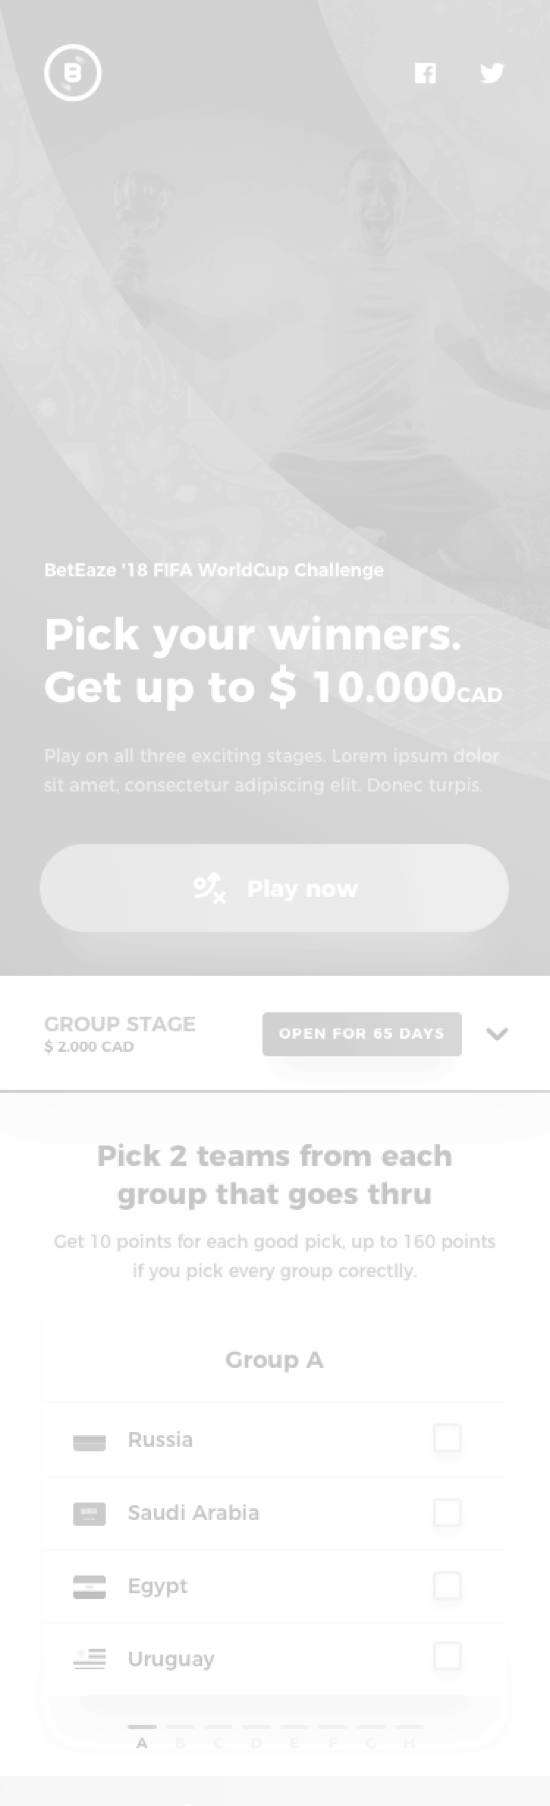 B
BetEaze '18 FIFA WorldCup Challenge
Pick your winners.
Get up to $ 10.000CAD
Play on all three exciting stages. Lorem ipsum dolor
sit amet, consectetur adipiscing elit. Donec turpis.
Play now
GROUP STAGE
$ 2.000 CAD
OPEN FOR 65 DAYS
Pick 2 teams from each
group that goes thru
Get 10 points for each good pick, up to 160 points
if you pick every group corectlly.
Group A
Russia
Saudi Arabia
Egypt
Uruguay
A B C D E F G H